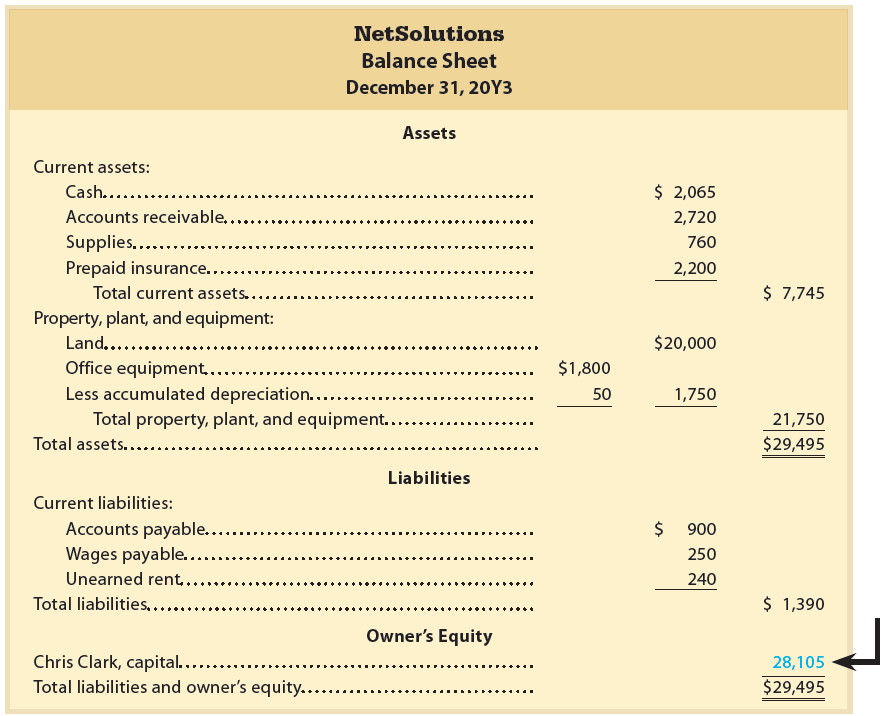 NetSolutions
Balance Sheet
December 31, 20Y3
Assets
Current assets:
Cash........ $ 2,065
Accounts receivable........ 2,720
Supplies........ 760
Prepaid insurance........ 2,200
Total current assets........ $ 7,745
Property, plant, and equipment:
Land........ $20,000
Office equipment........ $1,800
Less accumulated depreciation........ 50 1,750
Total property, plant, and equipment........ 21,750
Total assets........ $29,495
Liabilities
Current liabilities:
Accounts payable........ $ 900
Wages payable........ 250
Unearned rent........ 240
Total liabilities........ $ 1,390
Owner’s Equity
Chris Clark, capital........ 28,105
Total liabilities and owner’s equity........ $29,495